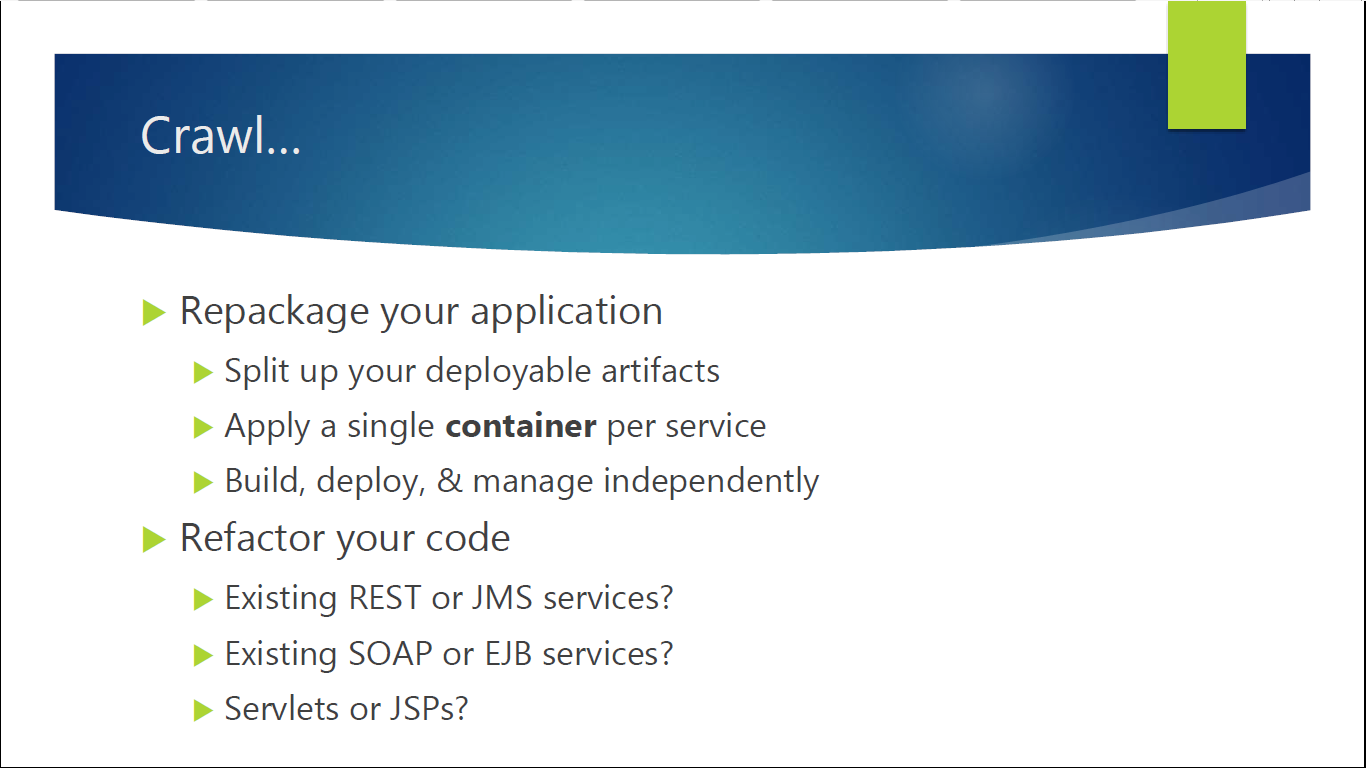 Crawl...
Repackage your application
Split up your deployable artifacts
Apply a single container per service
Build, deploy, & manage independently
Refactor your code
Existing REST or JMS services?
Existing SOAP or EJB services?
Servlets or JSPs?